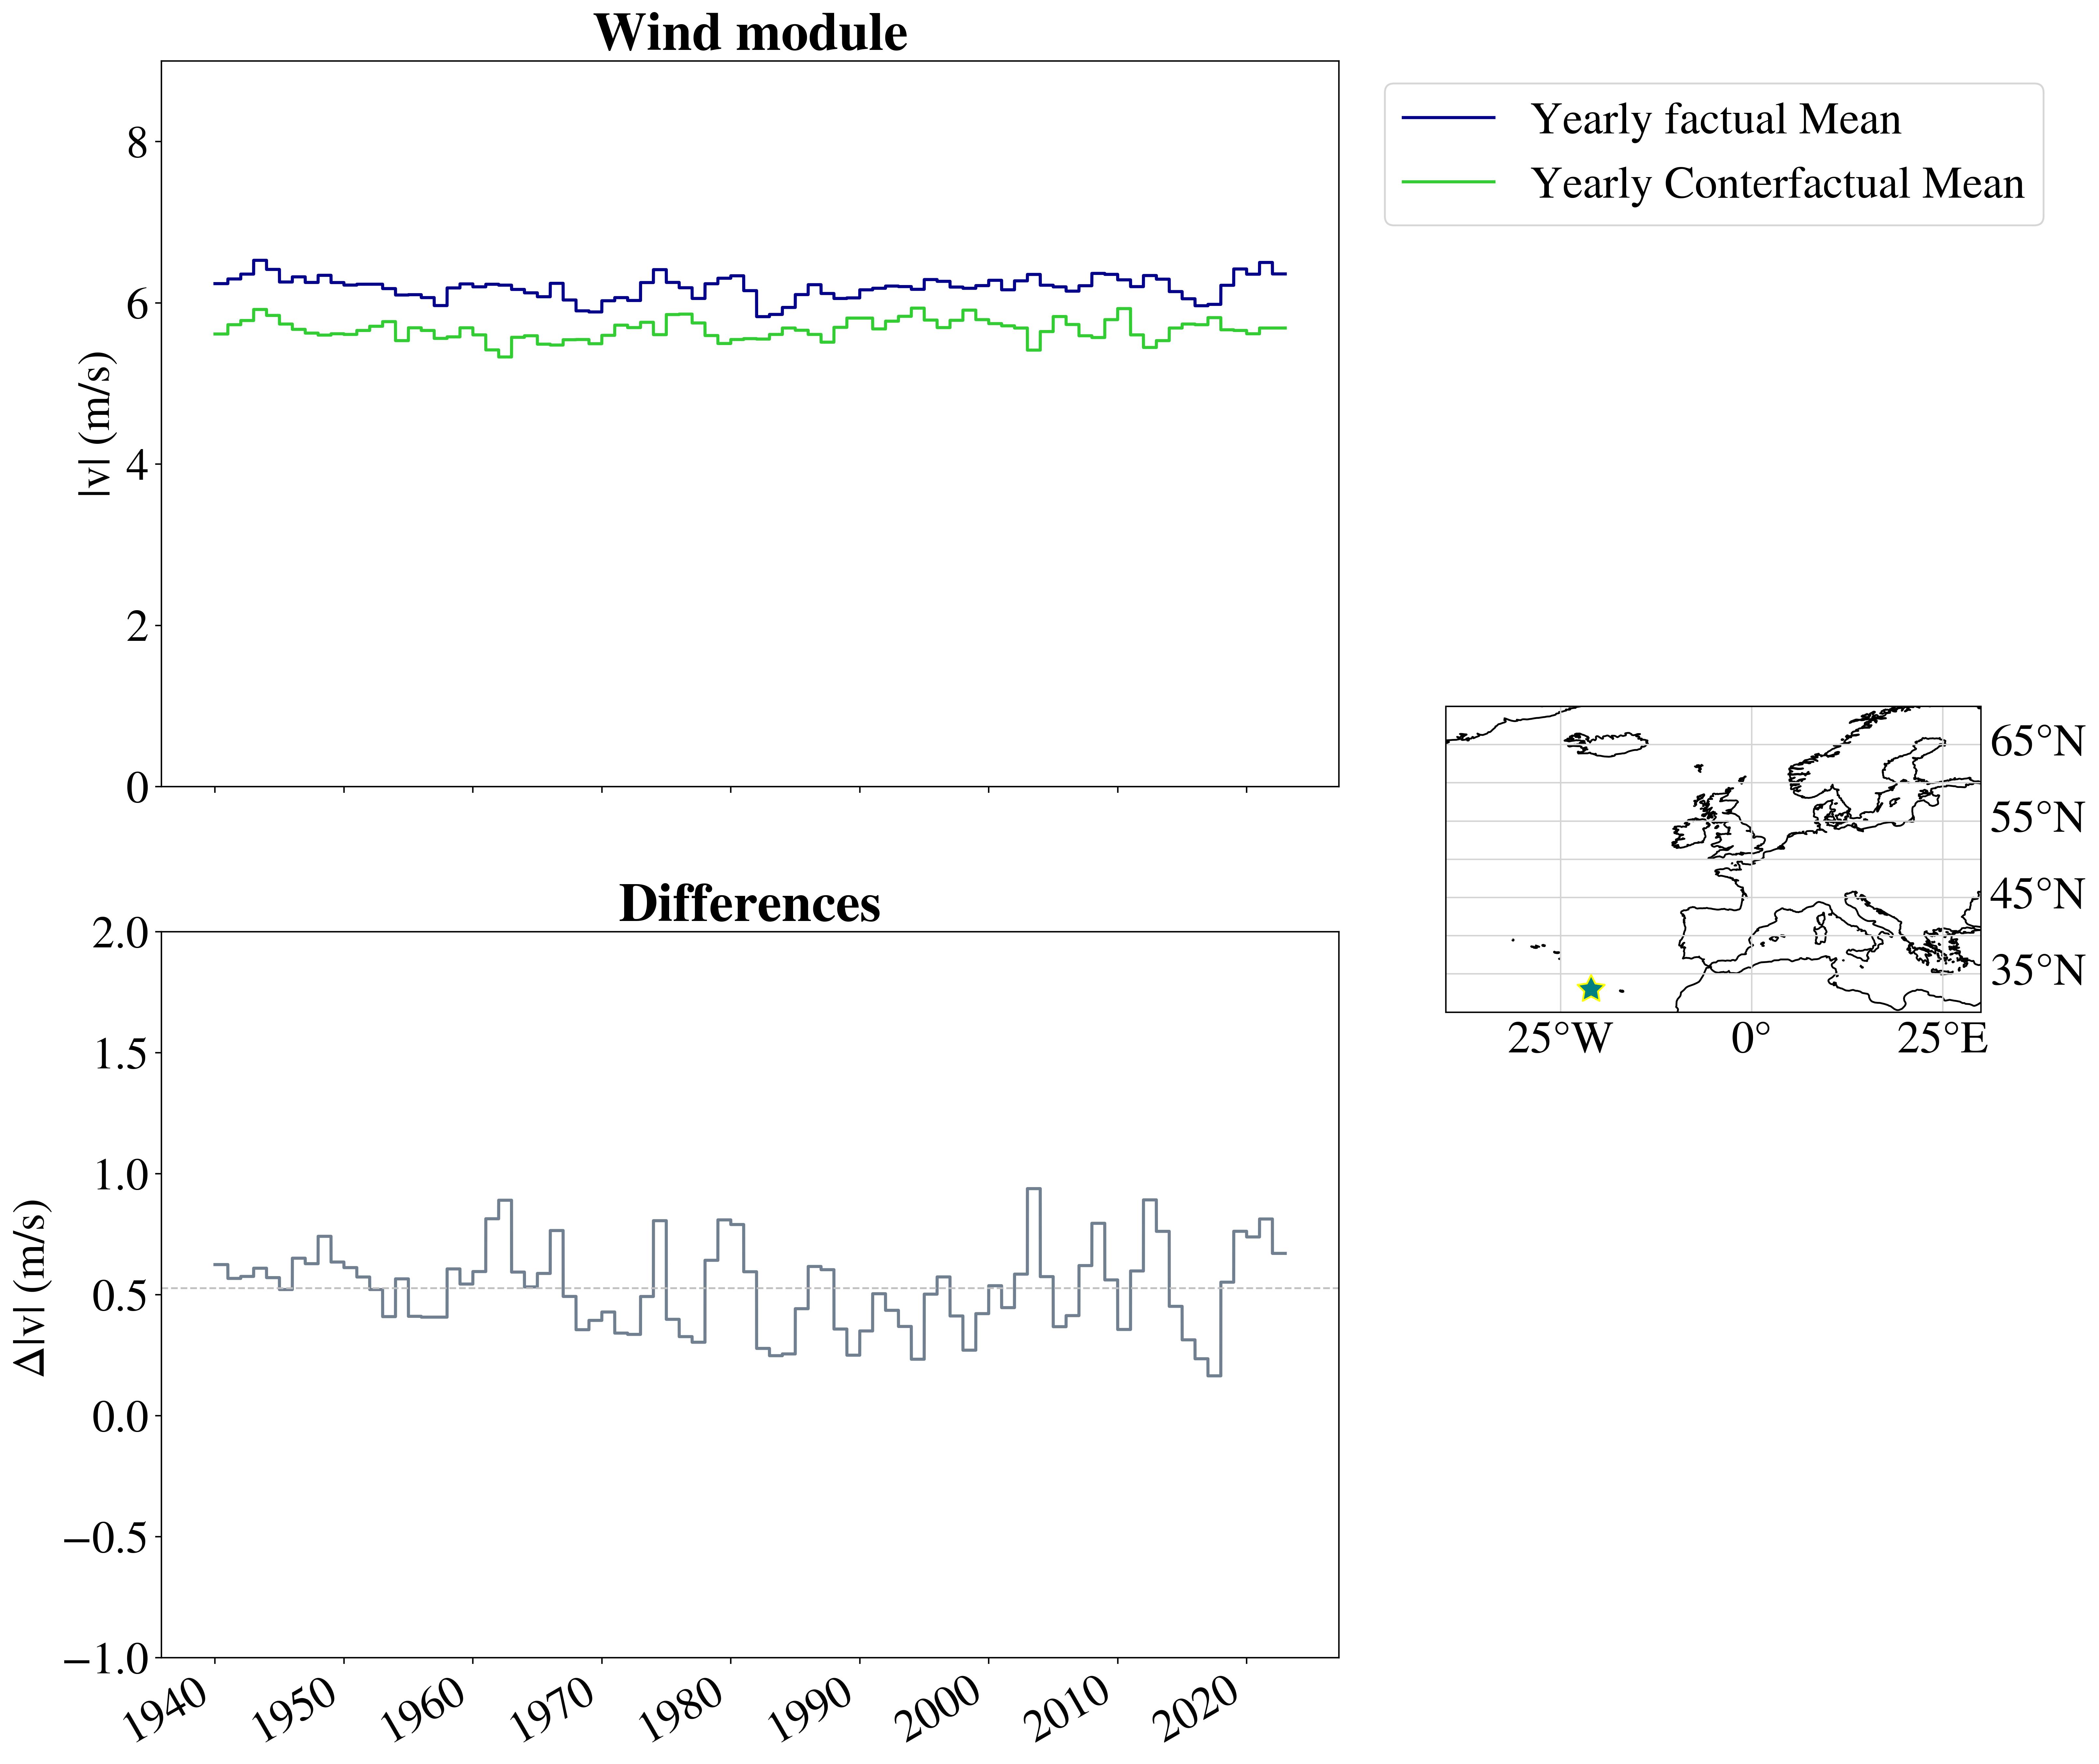 Wind module
8
6
4
2
0
|v| (m/s)
Yearly factual Mean
Yearly Conterfactual Mean
65°N
55°N
45°N
35°N
25°W 0° 25°E
Differences
2.0
1.5
1.0
0.5
0.0
−0.5
−1.0
Δ|v| (m/s)
1940 1950 1960 1970 1980 1990 2000 2010 2020